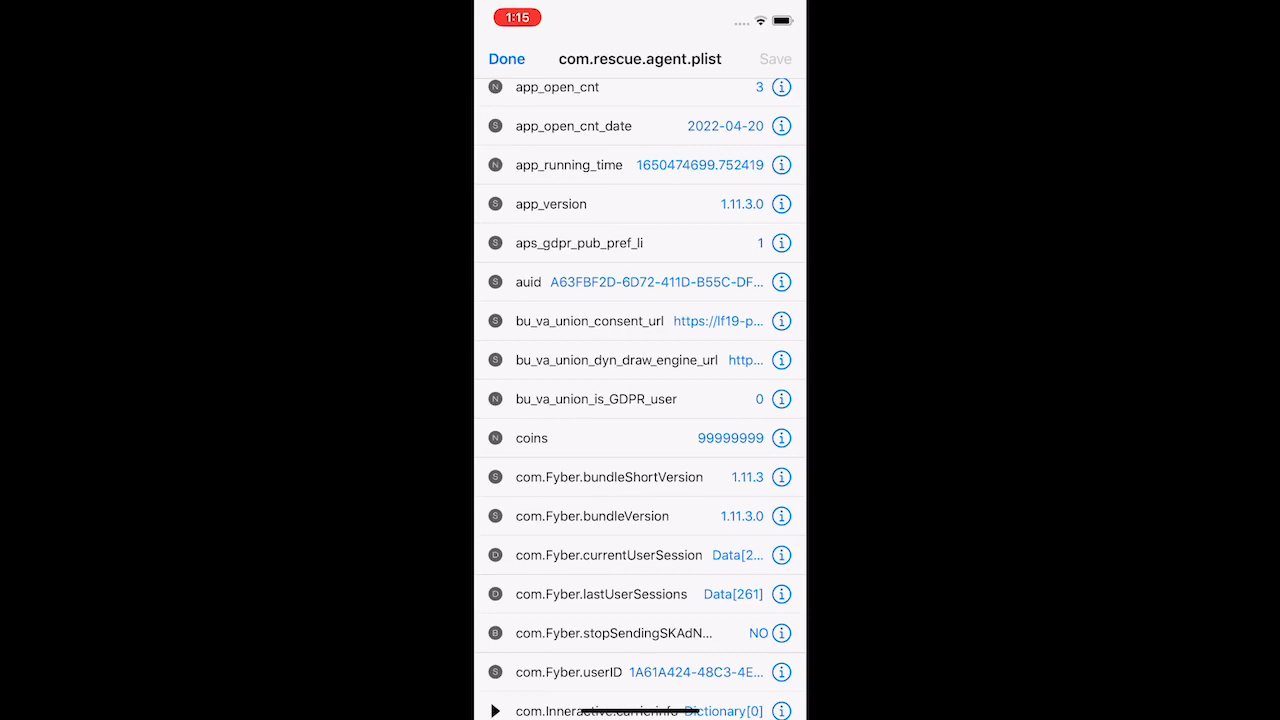 1:15
Done com.rescue.agent.plist Save
N app_open_cnt 3
S app_open_cnt_date 2022-04-20
N app_running_time 1650474699.752419
S app_version 1.11.3.0
S aps_gdpr_pub_pref_li 1
S auid A63FBF2D-6D72-411D-B55C-DF...
S bu_va_union_consent_url https://lf19-p...
S bu_va_union_dyn_draw_engine_url http...
N bu_va_union_is_GDPR_user 0
N coins 99999999
S com.Fyber.bundleShortVersion 1.11.3
S com.Fyber.bundleVersion 1.11.3.0
D com.Fyber.currentUserSession Data[2...
D com.Fyber.lastUserSessions Data[261]
B com.Fyber.stopSendingSKAdN... NO
S com.Fyber.userID 1A61A424-48C3-4E...
com.Inneractive.carrierInfo Dictionary[0]